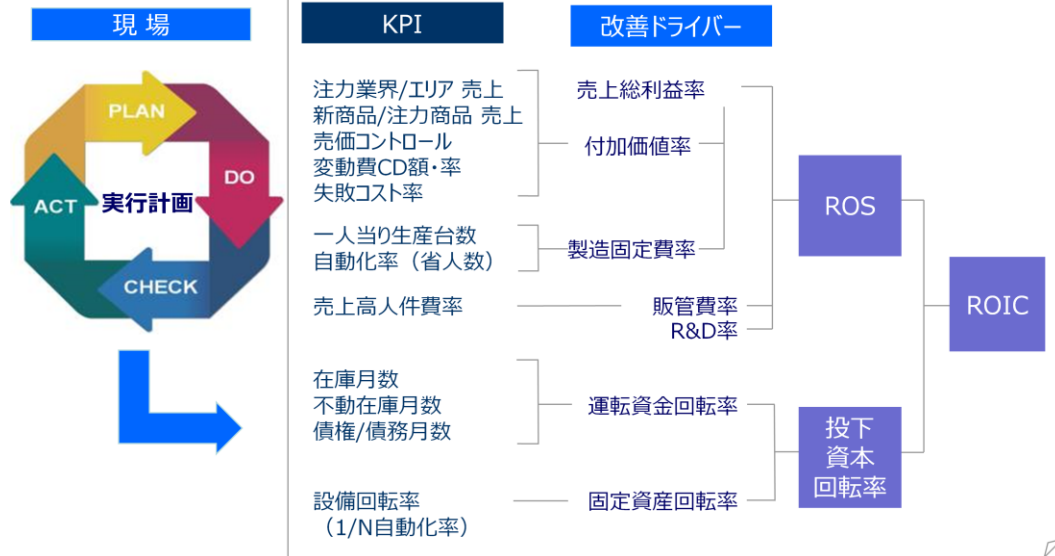 現 場
KPI
改善ドライバー
PLAN
DO
CHECK
ACT
実行計画
注力業界/エリア 売上
新商品/注力商品 売上
売価コントロール
変動費CD額・率
失敗コスト率
売上総利益率
付加価値率
一人当り生産台数
自動化率（省人数）
製造固定費率
売上高人件費率
販管費率
R&D率
ROS
ROIC
在庫月数
不動在庫月数
債権/債務月数
運転資金回転率
設備回転率
（1/N自動化率）
固定資産回転率
投下
資本
回転率